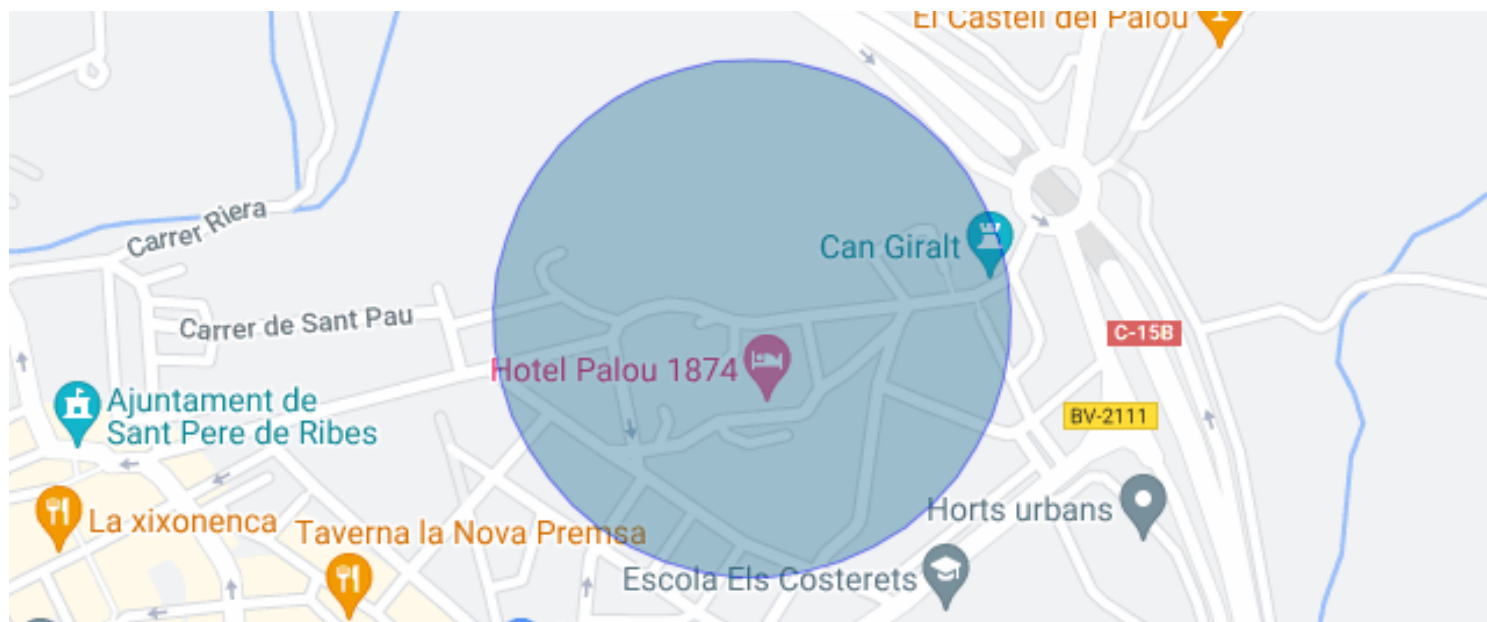 El Castell del Palou
Carrer Riera
Can Giralt
Carrer de Sant Pau
C-15B
Hotel Palou 1874
Ajuntament de
Sant Pere de Ribes
BV-2111
Horts urbans
La xixonenca
Taverna la Nova Premsa
Escola Els Costerets